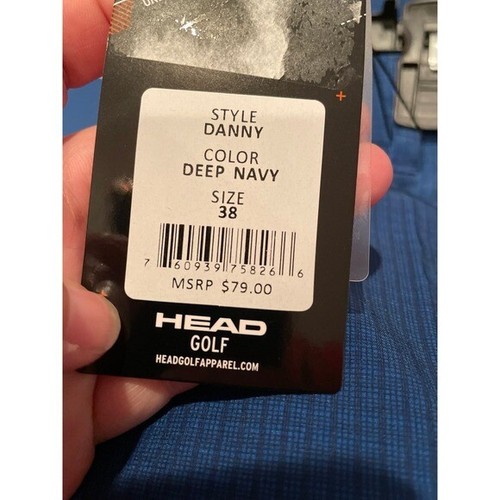 STYLE
DANNY
COLOR
DEEP NAVY
SIZE
38
7 60939 75826 6
MSRP $79.00
HEAD
GOLF
HEADGOLFAPPAREL.COM